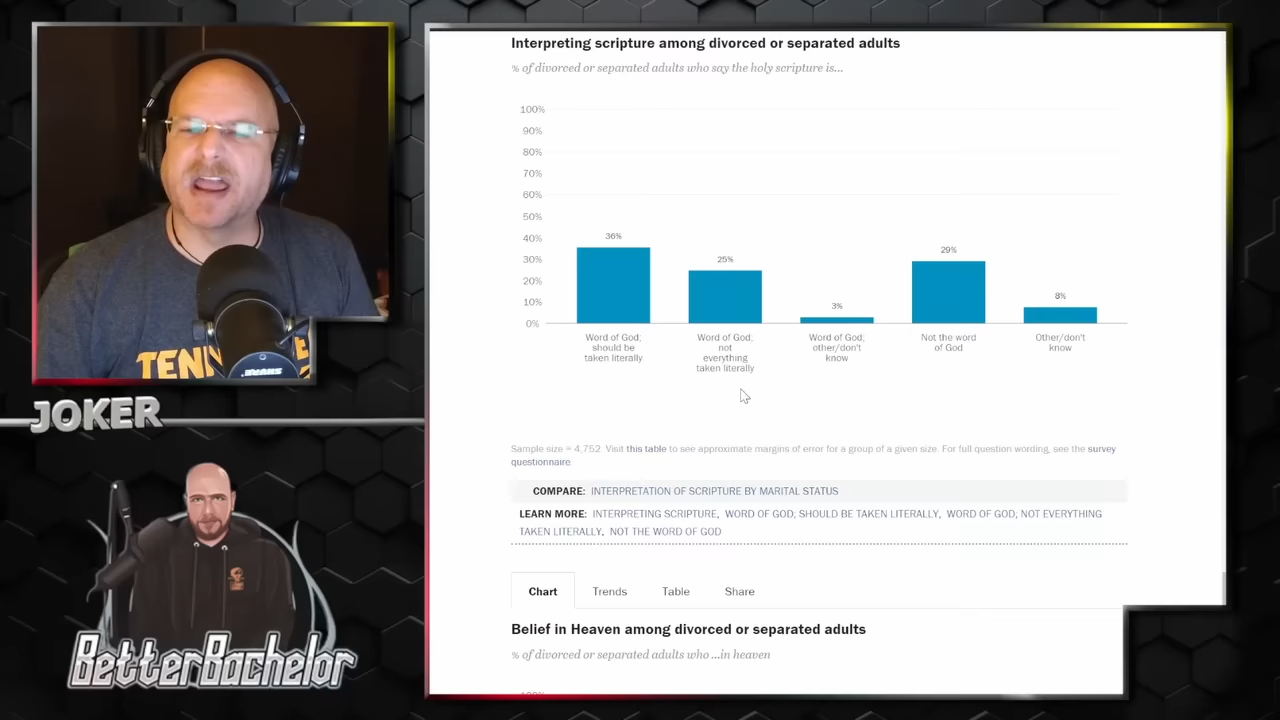 Interpreting scripture among divorced or separated adults
% of divorced or separated adults who say the holy scripture is...
100%
90%
80%
70%
60%
50%
40%
30%
20%
10%
0%
36%
25%
3%
29%
8%
Word of God;
should be
taken literally
Word of God;
not
everything
taken literally
Word of God;
other/don't
know
Not the word
of God
Other/don't
know
Sample size = 4,752. Visit this table to see approximate margins of error for a group of a given size. For full question wording, see the survey
questionnaire.
COMPARE: INTERPRETATION OF SCRIPTURE BY MARITAL STATUS
LEARN MORE: INTERPRETING SCRIPTURE, WORD OF GOD; SHOULD BE TAKEN LITERALLY, WORD OF GOD; NOT EVERYTHING
TAKEN LITERALLY, NOT THE WORD OF GOD
Chart Trends Table Share
Belief in Heaven among divorced or separated adults
% of divorced or separated adults who ...in heaven
JOKER
BetterBachelor